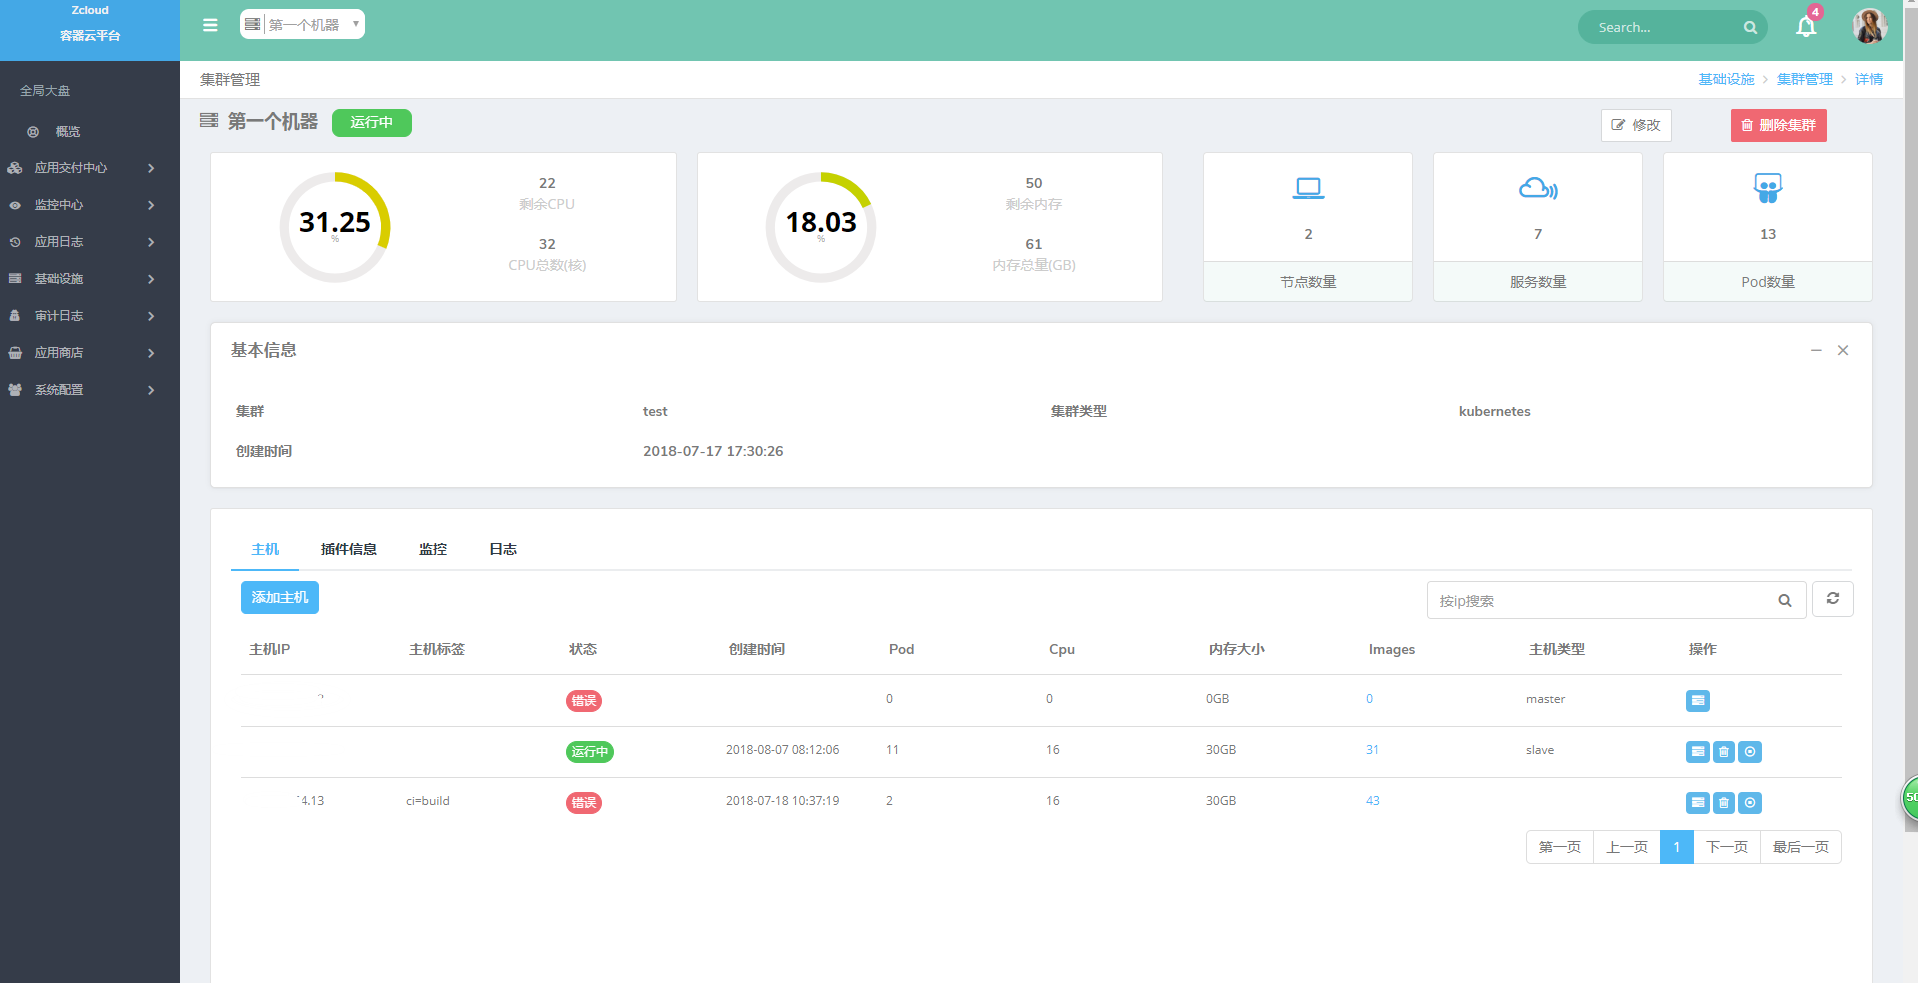 Zcloud
容器云平台
第一个机器
Search...
4
全局大盘
概览
应用交付中心
监控中心
应用日志
基础设施
审计日志
应用商店
系统配置
集群管理
基础设施 > 集群管理 > 详情
第一个机器 运行中
修改
删除集群
31.25
%
22
剩余CPU
32
CPU总数(核)
18.03
%
50
剩余内存
61
内存总量(GB)
2
节点数量
7
服务数量
13
Pod数量
基本信息
集群 test 集群类型 kubernetes
创建时间 2018-07-17 17:30:26
主机 插件信息 监控 日志
添加主机
按ip搜索
主机IP 主机标签 状态 创建时间 Pod Cpu 内存大小 Images 主机类型 操作
错误 0 0 0GB 0 master
运行中 2018-08-07 08:12:06 11 16 30GB 31 slave
4.13 ci=build 错误 2018-07-18 10:37:19 2 16 30GB 43
第一页 上一页 1 下一页 最后一页